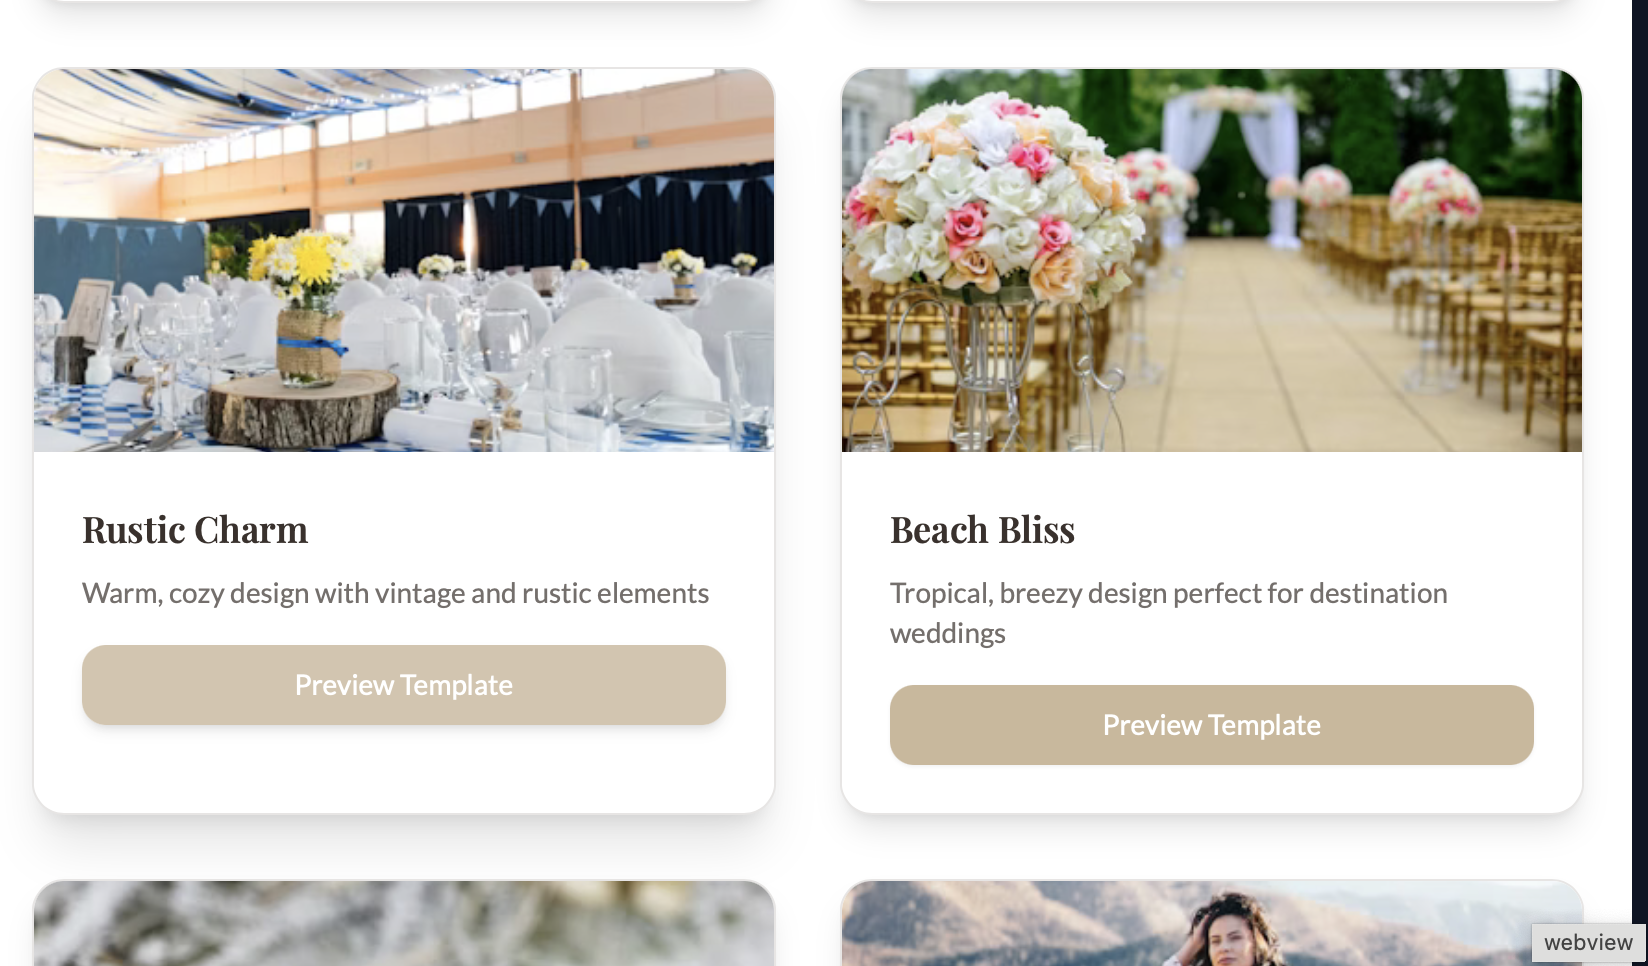 Rustic Charm
Warm, cozy design with vintage and rustic elements
Preview Template
Beach Bliss
Tropical, breezy design perfect for destination
weddings
Preview Template
webview